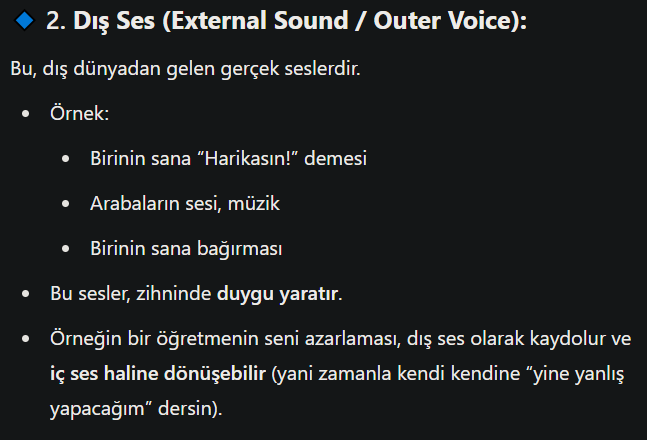 🔹 2. Dış Ses (External Sound / Outer Voice):
Bu, dış dünyadan gelen gerçek seslerdir.
• Örnek:
• Birinin sana “Harikasın!” demesi
• Arabaların sesi, müzik
• Birinin sana bağırması
• Bu sesler, zihninde duygu yaratır.
• Örneğin bir öğretmenin seni azarlaması, dış ses olarak kaydolur ve
iç ses haline dönüşebilir (yani zamanla kendi kendine “yine yanlış
yapacağım” dersin).